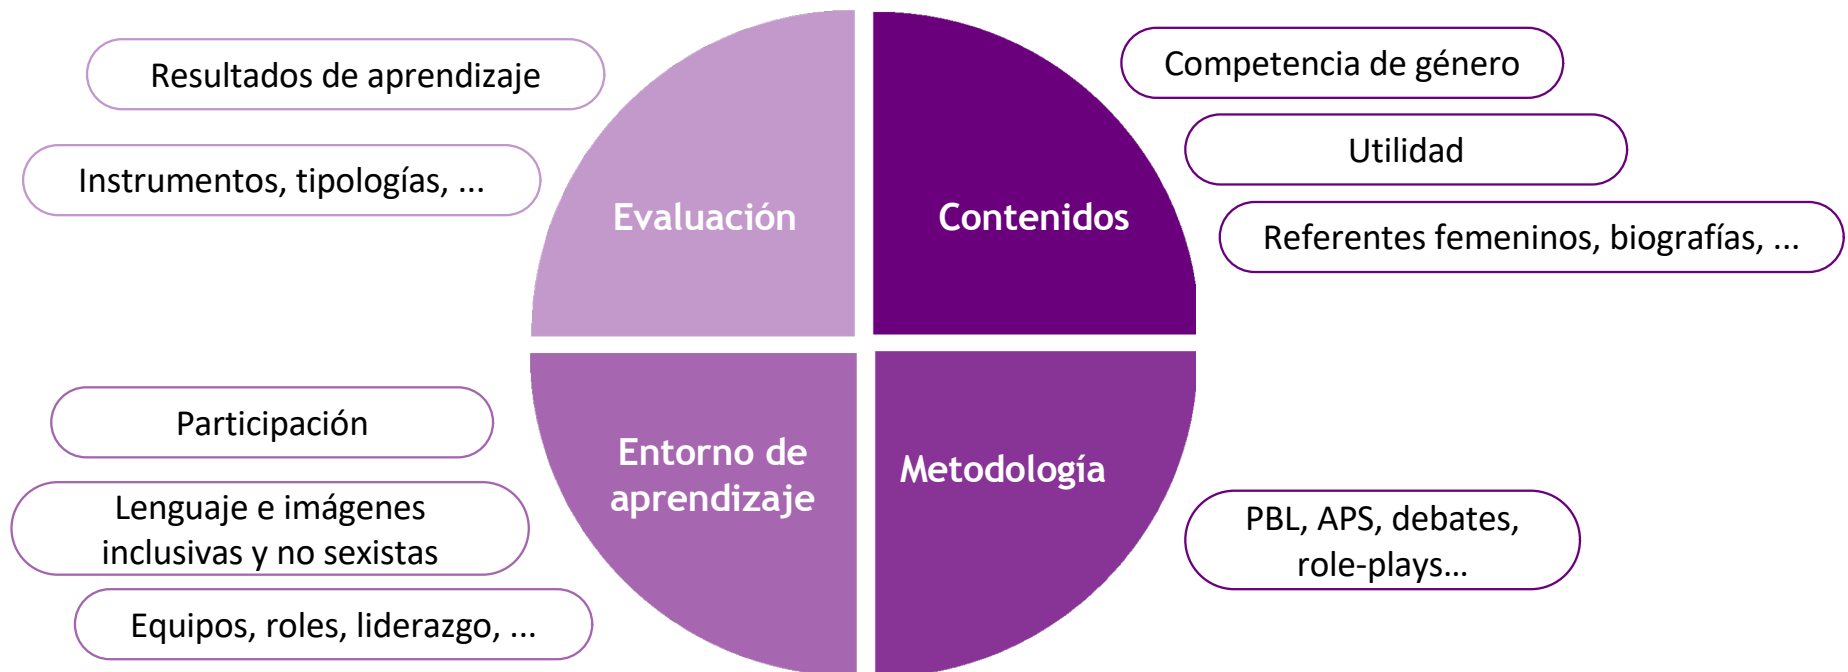 Resultados de aprendizaje
Instrumentos, tipologías, ...
Evaluación
Contenidos
Competencia de género
Utilidad
Referentes femeninos, biografías, ...
Participación
Lenguaje e imágenes
inclusivas y no sexistas
Equipos, roles, liderazgo, ...
Entorno de
aprendizaje
Metodología
PBL, APS, debates,
role-plays...